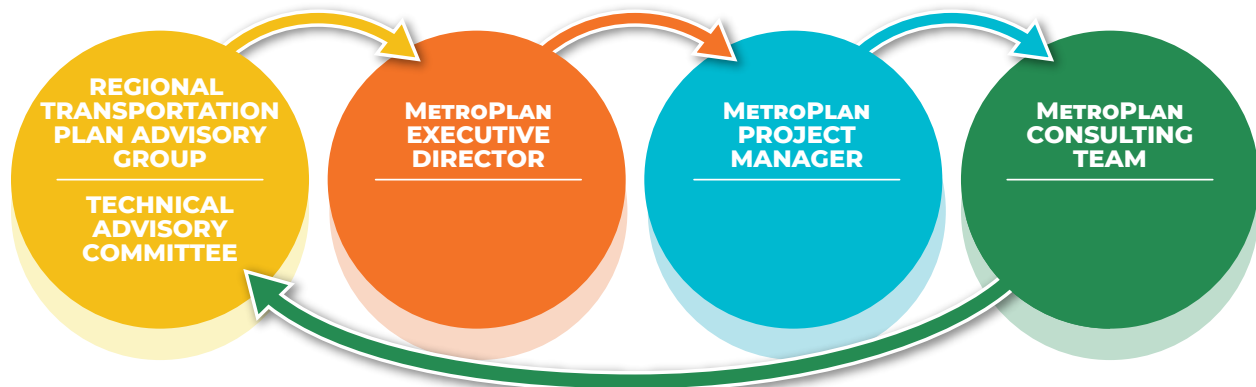 REGIONAL
TRANSPORTATION
PLAN ADVISORY
GROUP
TECHNICAL
ADVISORY
COMMITTEE
METROPLAN
EXECUTIVE
DIRECTOR
METROPLAN
PROJECT
MANAGER
METROPLAN
CONSULTING
TEAM